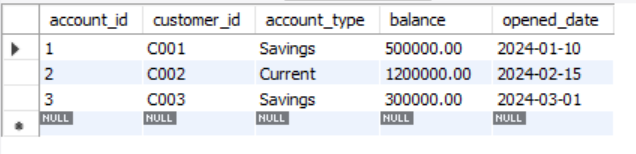 account_id customer_id account_type balance opened_date
1 C001 Savings 500000.00 2024-01-10
2 C002 Current 1200000.00 2024-02-15
3 C003 Savings 300000.00 2024-03-01
NULL NULL NULL NULL NULL